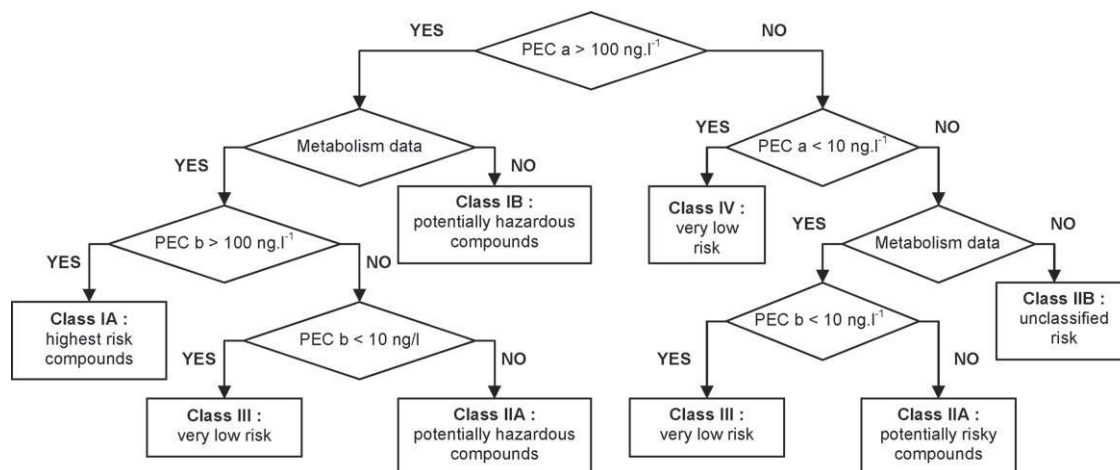 YES
PEC a > 100 ng.l⁻¹
NO
Metabolism data
YES
PEC a < 10 ng.l⁻¹
NO
YES
NO
Class IB :
potentially hazardous
compounds
Class IV :
very low
risk
YES
Metabolism data
NO
PEC b > 100 ng.l⁻¹
YES
NO
Class IA :
highest risk
compounds
PEC b < 10 ng/l
YES
NO
PEC b < 10 ng.l⁻¹
Class IIB :
unclassified
risk
YES
NO
Class III :
very low risk
Class IIA :
potentially hazardous
compounds
Class III :
very low risk
Class IIA :
potentially risky
compounds